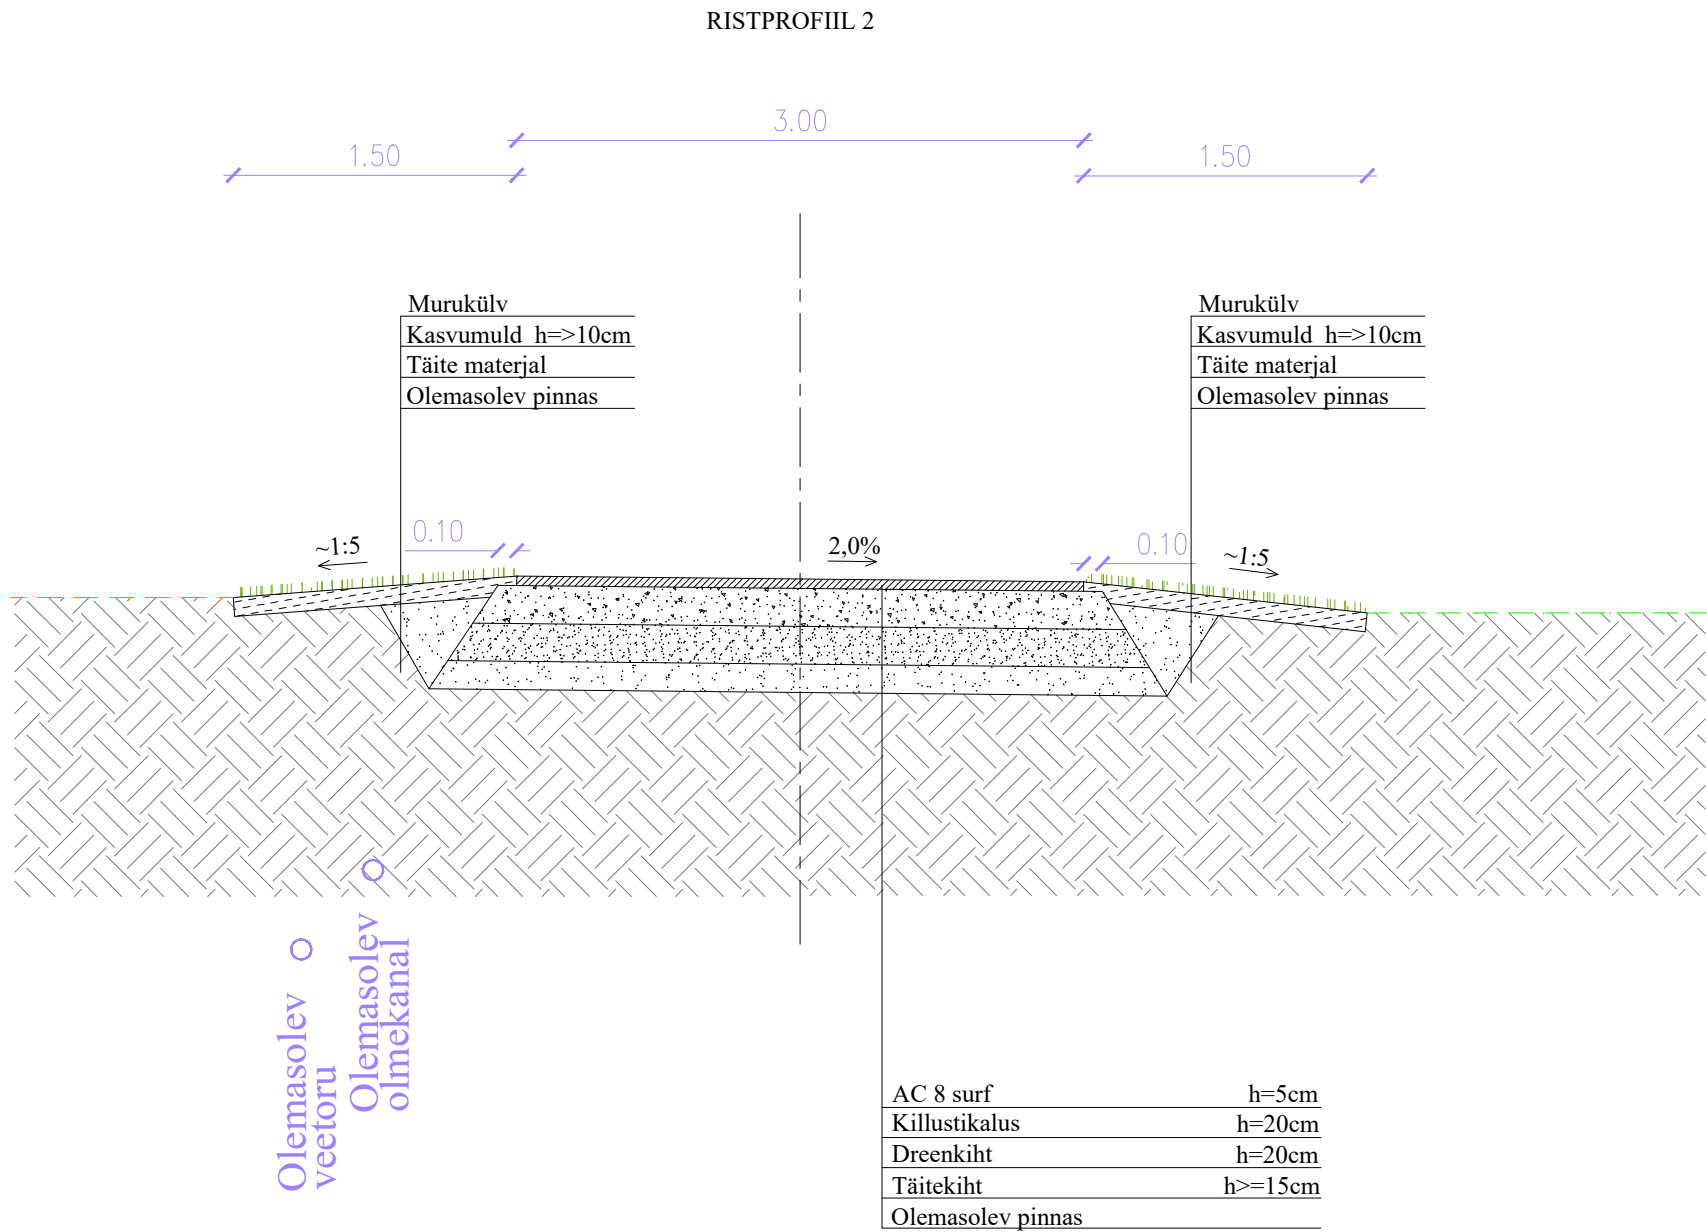 RISTPROFIIL 2
3.00
1.50
1.50
Murukülv
Kasvumuld h=>10cm
Täite materjal
Olemasolev pinnas
Murukülv
Kasvumuld h=>10cm
Täite materjal
Olemasolev pinnas
~1:5
0.10
2,0%
0.10
~1:5
Olemasolev
veetoru
Olemasolev
olmekanal
AC 8 surf h=5cm
Killustikalus h=20cm
Dreenkiht h=20cm
Täitekiht h>=15cm
Olemasolev pinnas